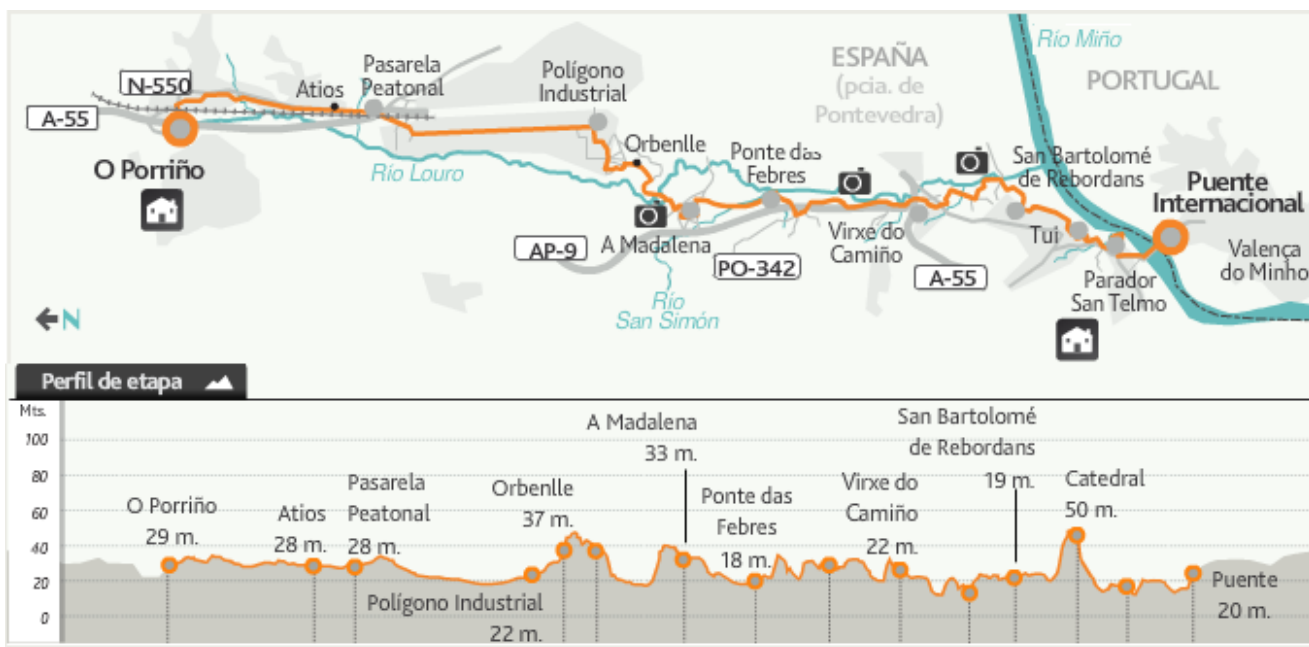 N-550
A-55
O Porriño
Atios
Pasarela
Peatonal
Río Louro
Polígono
Industrial
Orbenlle
A Madalena
AP-9
Río
San Simón
Ponte das
Febres
PO-342
ESPAÑA
(pcia. de
Pontevedra)
Virxe do
Camiño
A-55
Río Miño
PORTUGAL
San Bartolomé
de Rebordans
Tui
Parador
San Telmo
Puente
Internacional
Valença
do Minho
N
Perfil de etapa
Mts.
100
80
60
40
20
0
O Porriño
29 m.
Atios
28 m.
Pasarela
Peatonal
28 m.
Polígono Industrial
22 m.
Orbenlle
37 m.
A Madalena
33 m.
Ponte das
Febres
18 m.
Virxe do
Camiño
22 m.
San Bartolomé
de Rebordans
19 m.
Catedral
50 m.
Puente
20 m.